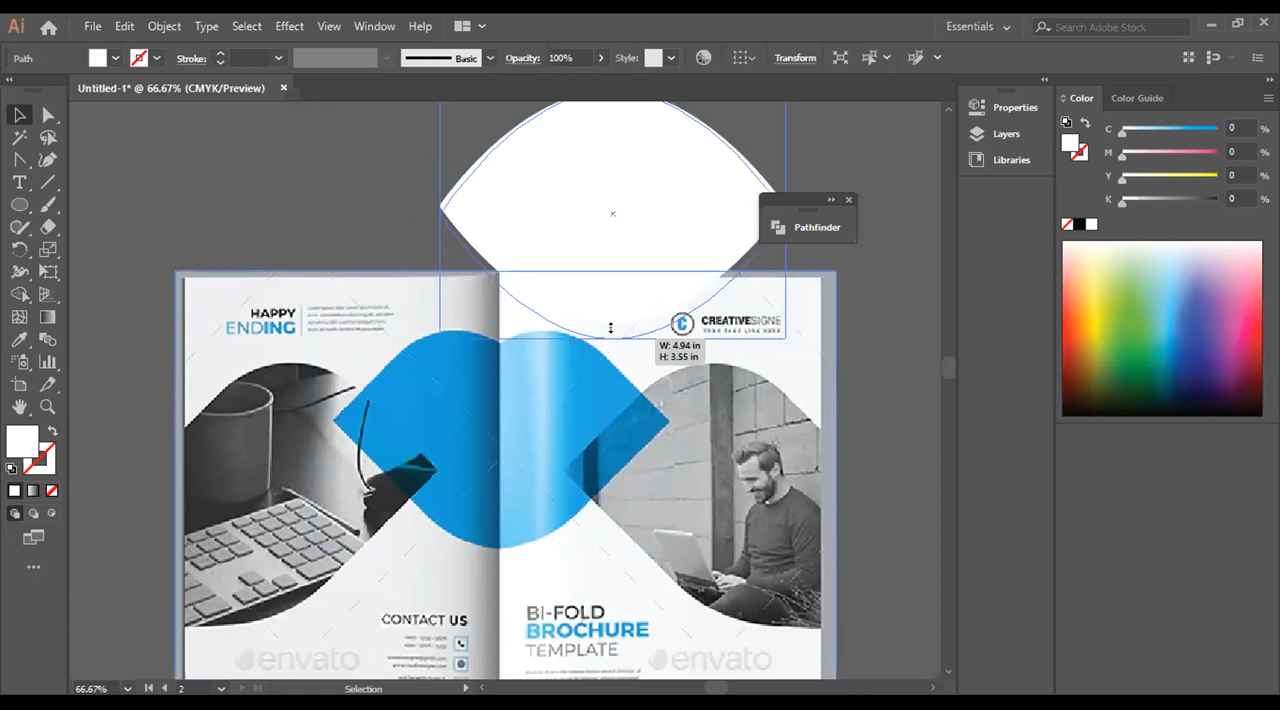 Ai File Edit Object Type Select Effect View Window Help Essentials Search Adobe Stock
Path Stroke: Basic Opacity: 100% Style: Transform
Untitled-1* @ 66.67% (CMYK/Preview) ×
Properties
Layers
Libraries
Color Color Guide
C 0 %
M 0 %
Y 0 %
K 0 %
Pathfinder
HAPPY
ENDING
CREATIVESIGNE
W: 4.94 in
H: 3.55 in
CONTACT US
BI-FOLD
BROCHURE
TEMPLATE
envato
envato
66.67% 2 Selection